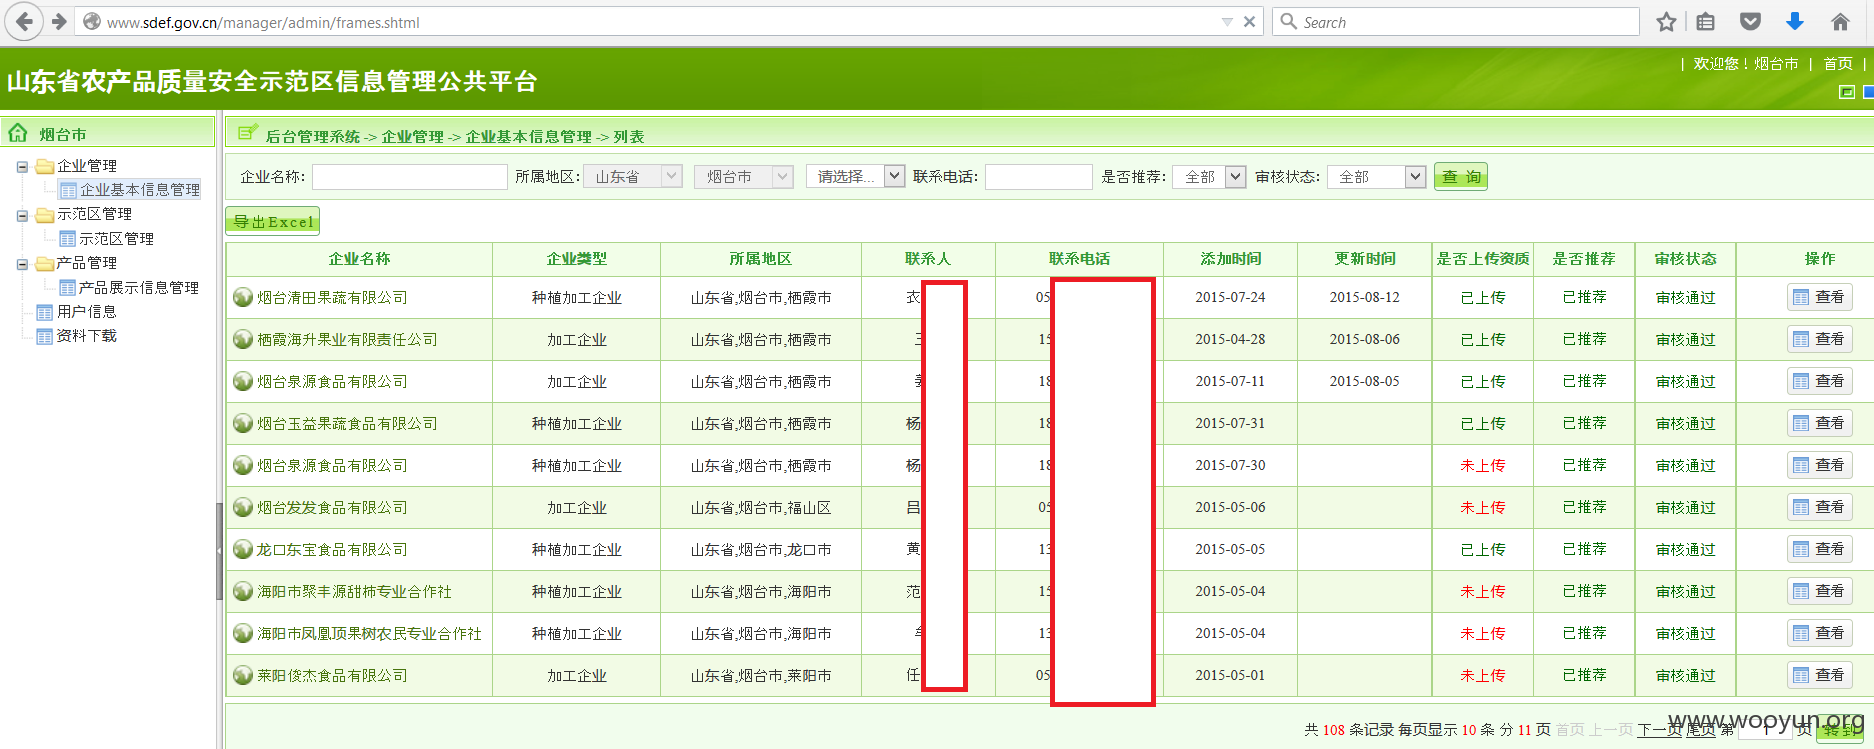 www.sdef.gov.cn/manager/admin/frames.shtml
Search
山东省农产品质量安全示范区信息管理公共平台
| 欢迎您！烟台市 | 首页 |
烟台市
企业管理
企业基本信息管理
示范区管理
示范区管理
产品管理
产品展示信息管理
用户信息
资料下载
后台管理系统 -> 企业管理 -> 企业基本信息管理 -> 列表
企业名称: 所属地区: 山东省 烟台市 请选择... 联系电话: 是否推荐: 全部 审核状态: 全部 查 询
导出Excel
企业名称 企业类型 所属地区 联系人 联系电话 添加时间 更新时间 是否上传资质 是否推荐 审核状态 操作
烟台清田果蔬有限公司 种植加工企业 山东省,烟台市,栖霞市 衣 05 2015-07-24 2015-08-12 已上传 已推荐 审核通过 查看
栖霞海升果业有限责任公司 加工企业 山东省,烟台市,栖霞市 15 2015-04-28 2015-08-06 已上传 已推荐 审核通过 查看
烟台泉源食品有限公司 加工企业 山东省,烟台市,栖霞市 18 2015-07-11 2015-08-05 已上传 已推荐 审核通过 查看
烟台玉益果蔬食品有限公司 种植加工企业 山东省,烟台市,栖霞市 杨 18 2015-07-31 已上传 已推荐 审核通过 查看
烟台泉源食品有限公司 种植加工企业 山东省,烟台市,栖霞市 杨 18 2015-07-30 未上传 已推荐 审核通过 查看
烟台发发食品有限公司 加工企业 山东省,烟台市,福山区 吕 05 2015-05-06 未上传 已推荐 审核通过 查看
龙口东宝食品有限公司 种植加工企业 山东省,烟台市,龙口市 黄 13 2015-05-05 已上传 已推荐 审核通过 查看
海阳市聚丰源甜柿专业合作社 种植加工企业 山东省,烟台市,海阳市 范 15 2015-05-04 未上传 已推荐 审核通过 查看
海阳市凤凰顶果树农民专业合作社 种植加工企业 山东省,烟台市,海阳市 13 2015-05-04 未上传 已推荐 审核通过 查看
莱阳俊杰食品有限公司 加工企业 山东省,烟台市,莱阳市 任 05 2015-05-01 未上传 已推荐 审核通过 查看
共 108 条记录 每页显示 10 条 分 11 页 首页 上一页 下一页 尾页 第 1 页 转到
www.wooyun.org